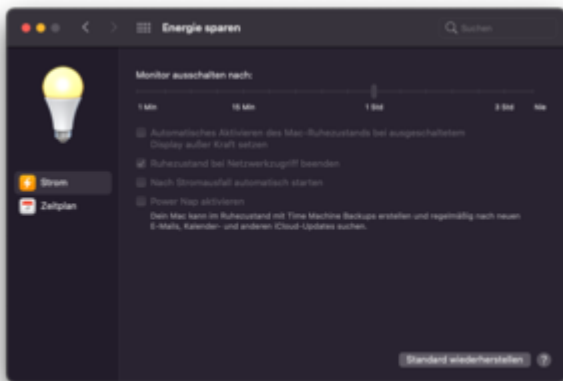 Energie sparen
Suchen
Monitor ausschalten nach:
1 Min 15 Min 1 Std 3 Std Nie
Automatisches Aktivieren des Mac-Ruhezustands bei ausgeschaltetem
Display außer Kraft setzen
Ruhezustand bei Netzwerkzugriff beenden
Nach Stromausfall automatisch starten
Power Nap aktivieren
Dein Mac kann im Ruhezustand mit Time Machine Backups erstellen und regelmäßig nach neuen
E-Mails, Kalender- und anderen iCloud-Updates suchen.
Strom
Zeitplan
Standard wiederherstellen ?